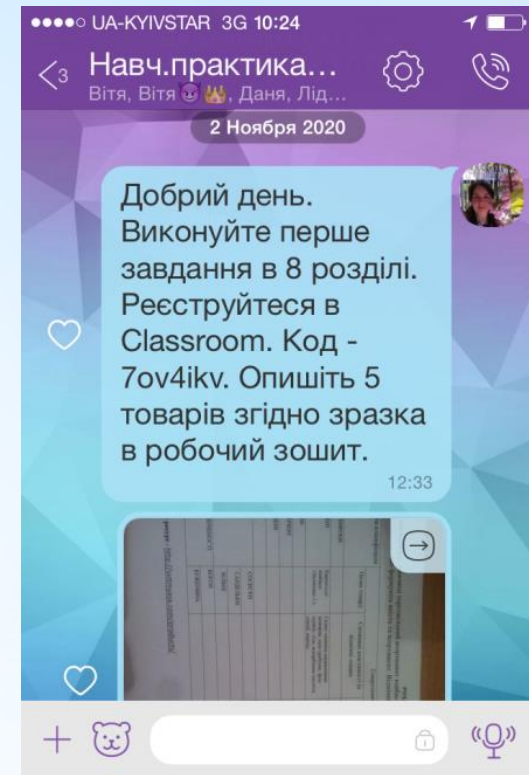 UA-KYIVSTAR 3G 10:24
3 Навч.практика...
Вітя, Вітя😈👑, Даня, Лід...
2 Ноября 2020
Добрий день.
Виконуйте перше
завдання в 8 розділі.
Реєструйтеся в
Classroom. Код -
7ov4ikv. Опишіть 5
товарів згідно зразка
в робочий зошит.
12:33